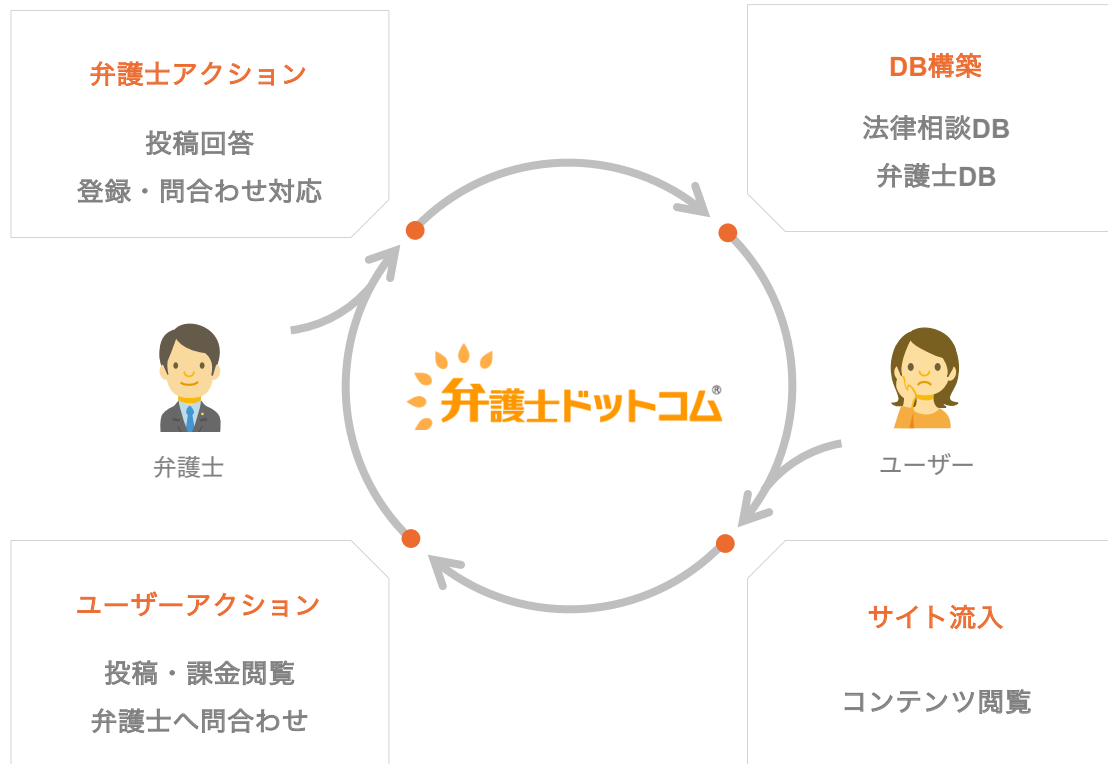 弁護士アクション
投稿回答
登録・問合わせ対応
DB構築
法律相談DB
弁護士DB
弁護士ドットコム®
弁護士
ユーザー
ユーザーアクション
投稿・課金閲覧
弁護士へ問合わせ
サイト流入
コンテンツ閲覧